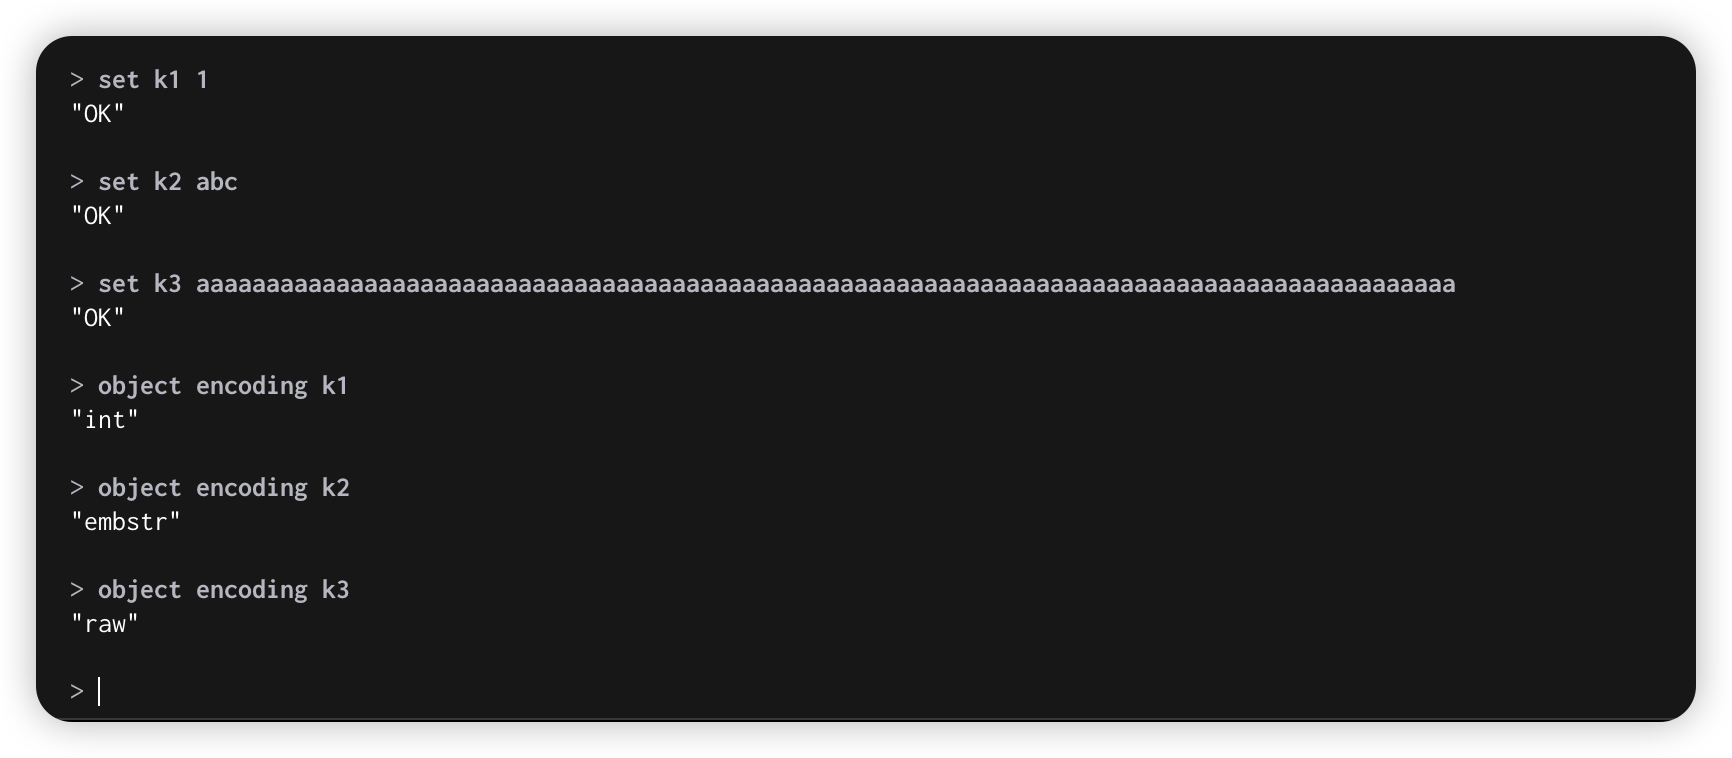 > set k1 1
"OK"
> set k2 abc
"OK"
> set k3 aaaaaaaaaaaaaaaaaaaaaaaaaaaaaaaaaaaaaaaaaaaaaaaaaaaaaaaaaaaaaaaaaaaaaaaaaaaaaaaaaaaaaaaaaa
"OK"
> object encoding k1
"int"
> object encoding k2
"embstr"
> object encoding k3
"raw"
>